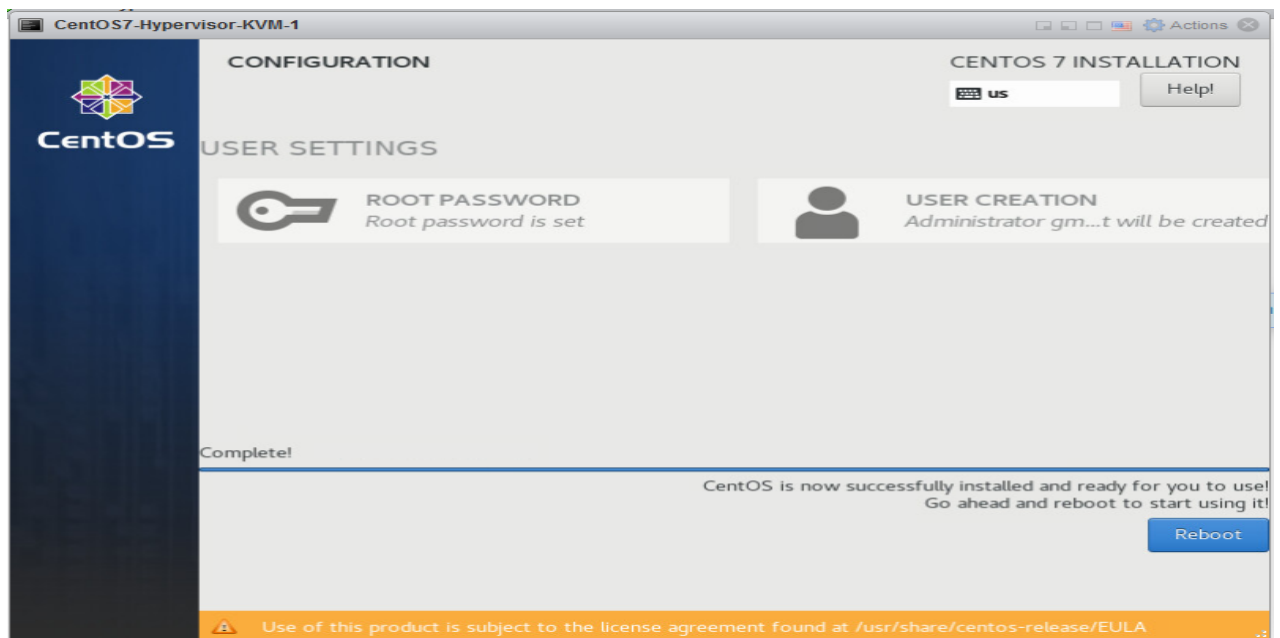 CentOS7-Hypervisor-KVM-1
Actions
CentOS
CONFIGURATION
CENTOS 7 INSTALLATION
us
Help!
USER SETTINGS
ROOT PASSWORD
Root password is set
USER CREATION
Administrator gm...t will be created
Complete!
CentOS is now successfully installed and ready for you to use!
Go ahead and reboot to start using it!
Reboot
Use of this product is subject to the license agreement found at /usr/share/centos-release/EULA